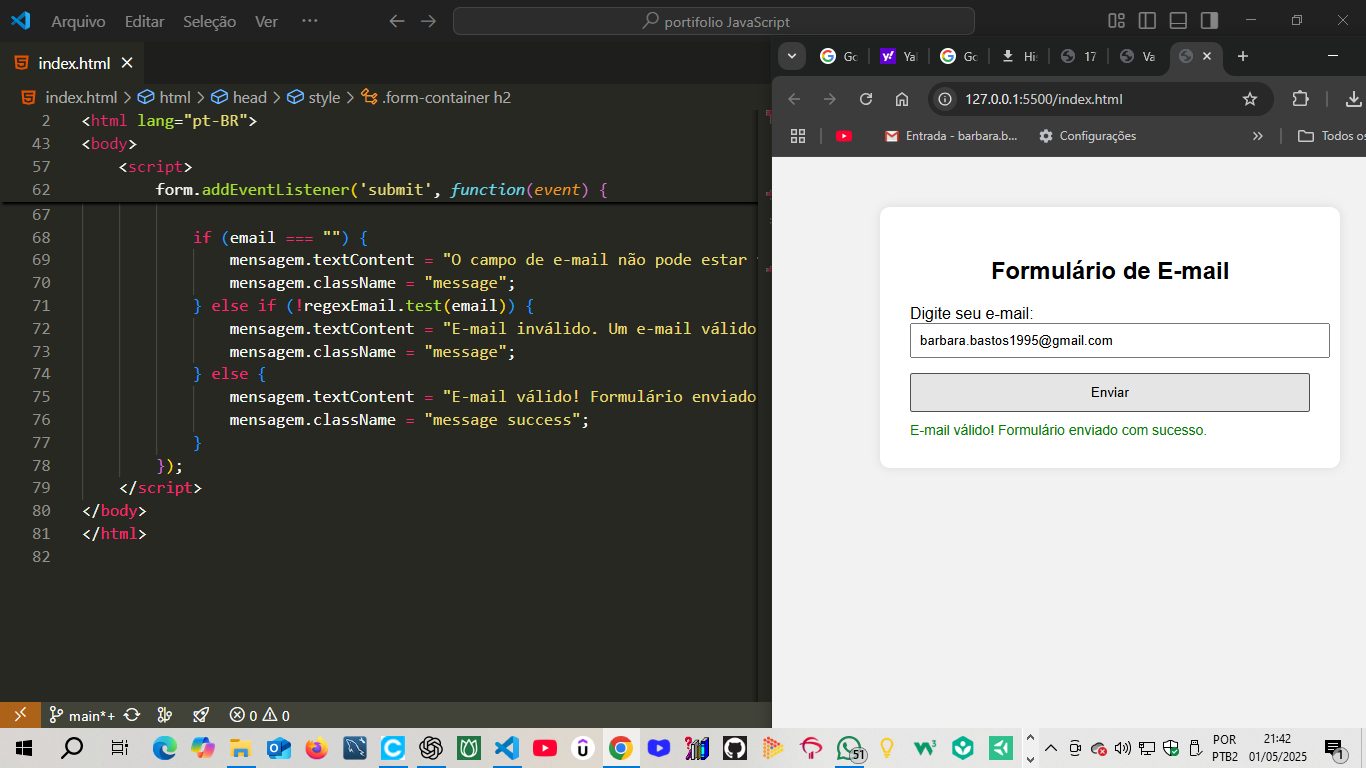 Arquivo Editar Seleção Ver ···
portifolio JavaScript
index.html
index.html > html > head > style > .form-container h2
2 <html lang="pt-BR">
43 <body>
57 <script>
62 form.addEventListener('submit', function(event) {
67
68 if (email === "") {
69 mensagem.textContent = "O campo de e-mail não pode estar
70 mensagem.className = "message";
71 } else if (!regexEmail.test(email)) {
72 mensagem.textContent = "E-mail inválido. Um e-mail válido
73 mensagem.className = "message";
74 } else {
75 mensagem.textContent = "E-mail válido! Formulário enviado
76 mensagem.className = "message success";
77 }
78 });
79 </script>
80 </body>
81 </html>
82
main*+ 0 0
Gc Yal Gc His 17 Va
127.0.0.1:5500/index.html
Entrada - barbara.b... Configurações » Todos os
Formulário de E-mail
Digite seu e-mail:
barbara.bastos1995@gmail.com
Enviar
E-mail válido! Formulário enviado com sucesso.
51
POR
PTB2
21:42
01/05/2025
1